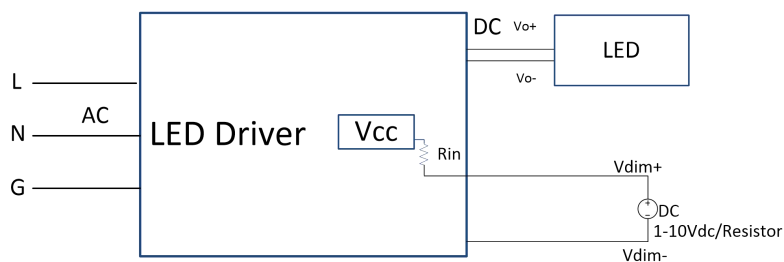 DC
Vo+
LED
Vo-
L
AC
N
LED Driver
Vcc
Rin
G
Vdim+
+
-
DC
1-10Vdc/Resistor
Vdim-